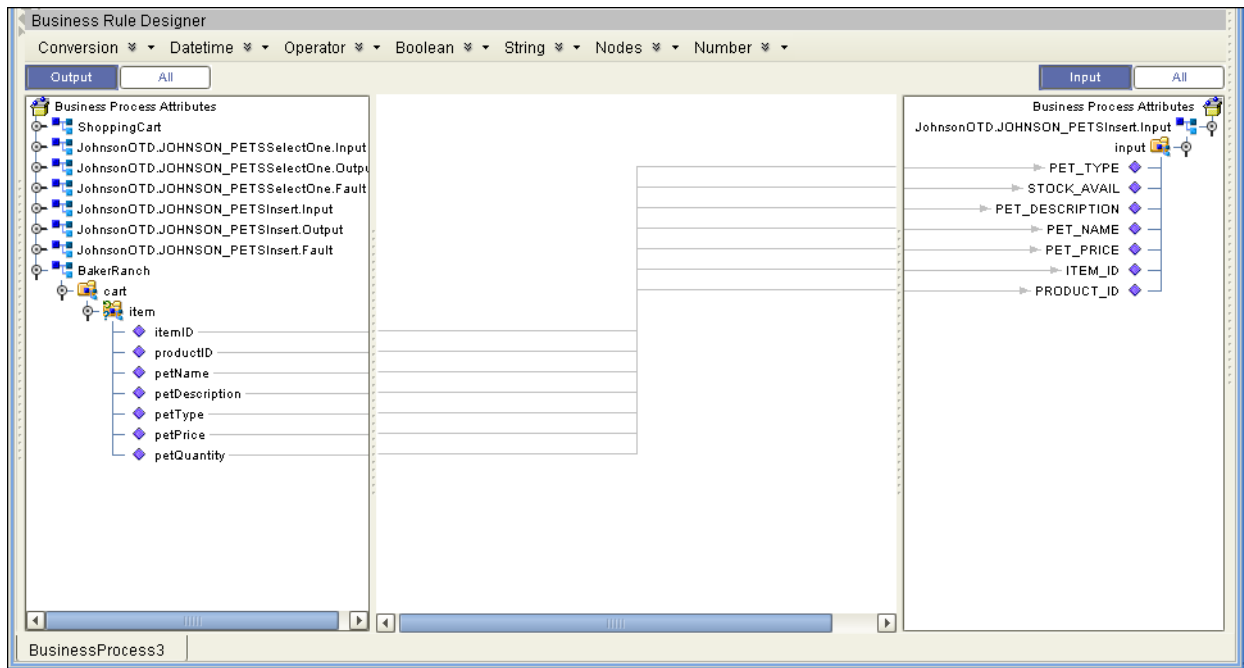 Business Rule Designer
Conversion Datetime Operator Boolean String Nodes Number
Output All
Input All
Business Process Attributes
ShoppingCart
JohnsonOTD.JOHNSON_PETSSelectOne.Input
JohnsonOTD.JOHNSON_PETSSelectOne.Outpu
JohnsonOTD.JOHNSON_PETSSelectOne.Fault
JohnsonOTD.JOHNSON_PETSInsert.Input
JohnsonOTD.JOHNSON_PETSInsert.Output
JohnsonOTD.JOHNSON_PETSInsert.Fault
BakerRanch
cart
item
itemID
productID
petName
petDescription
petType
petPrice
petQuantity
Business Process Attributes
JohnsonOTD.JOHNSON_PETSInsert.Input
input
PET_TYPE
STOCK_AVAIL
PET_DESCRIPTION
PET_NAME
PET_PRICE
ITEM_ID
PRODUCT_ID
BusinessProcess3